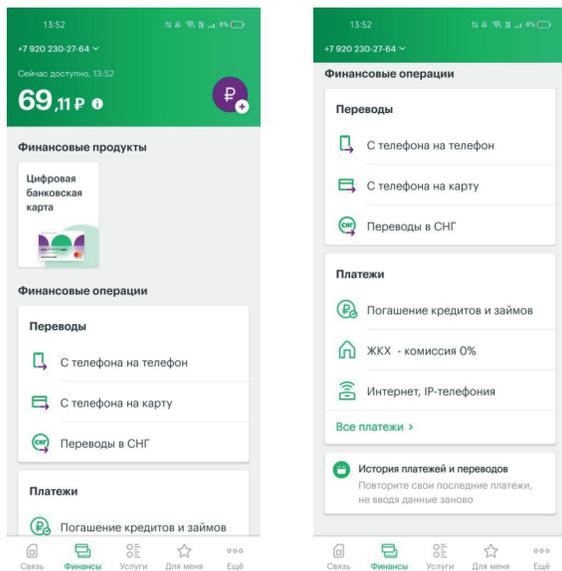 13:52
8%
+7 920 230-27-64
Сейчас доступно, 13:52
69,11 ₽
Финансовые продукты
Цифровая
банковская
карта
Финансовые операции
Переводы
С телефона на телефон
С телефона на карту
СНГ Переводы в СНГ
Платежи
Погашение кредитов и займов
Связь Финансы Услуги Для меня Ещё
13:52
8%
+7 920 230-27-64
Финансовые операции
Переводы
С телефона на телефон
С телефона на карту
СНГ Переводы в СНГ
Платежи
Погашение кредитов и займов
ЖКХ - комиссия 0%
Интернет, IP-телефония
Все платежи >
История платежей и переводов
Повторите свои последние платежи,
не вводя данные заново
Связь Финансы Услуги Для меня Ещё